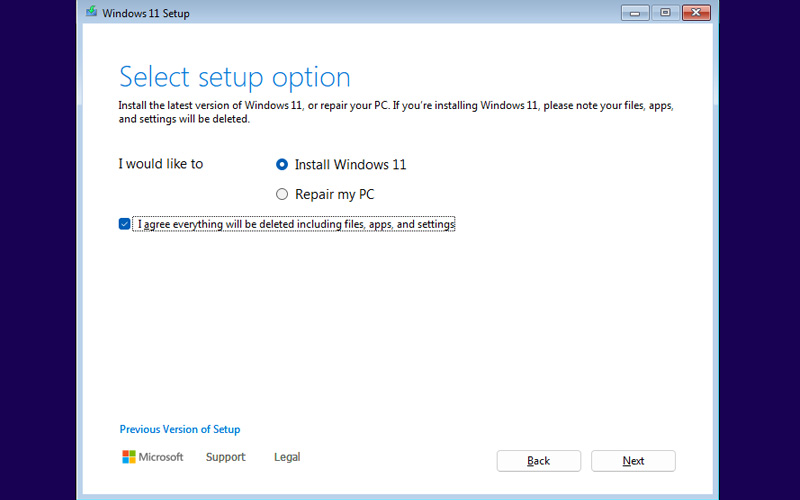 Windows 11 Setup
Select setup option
Install the latest version of Windows 11, or repair your PC. If you're installing Windows 11, please note your files, apps,
and settings will be deleted.
I would like to
Install Windows 11
Repair my PC
I agree everything will be deleted including files, apps, and settings
Previous Version of Setup
Microsoft Support Legal
Back Next